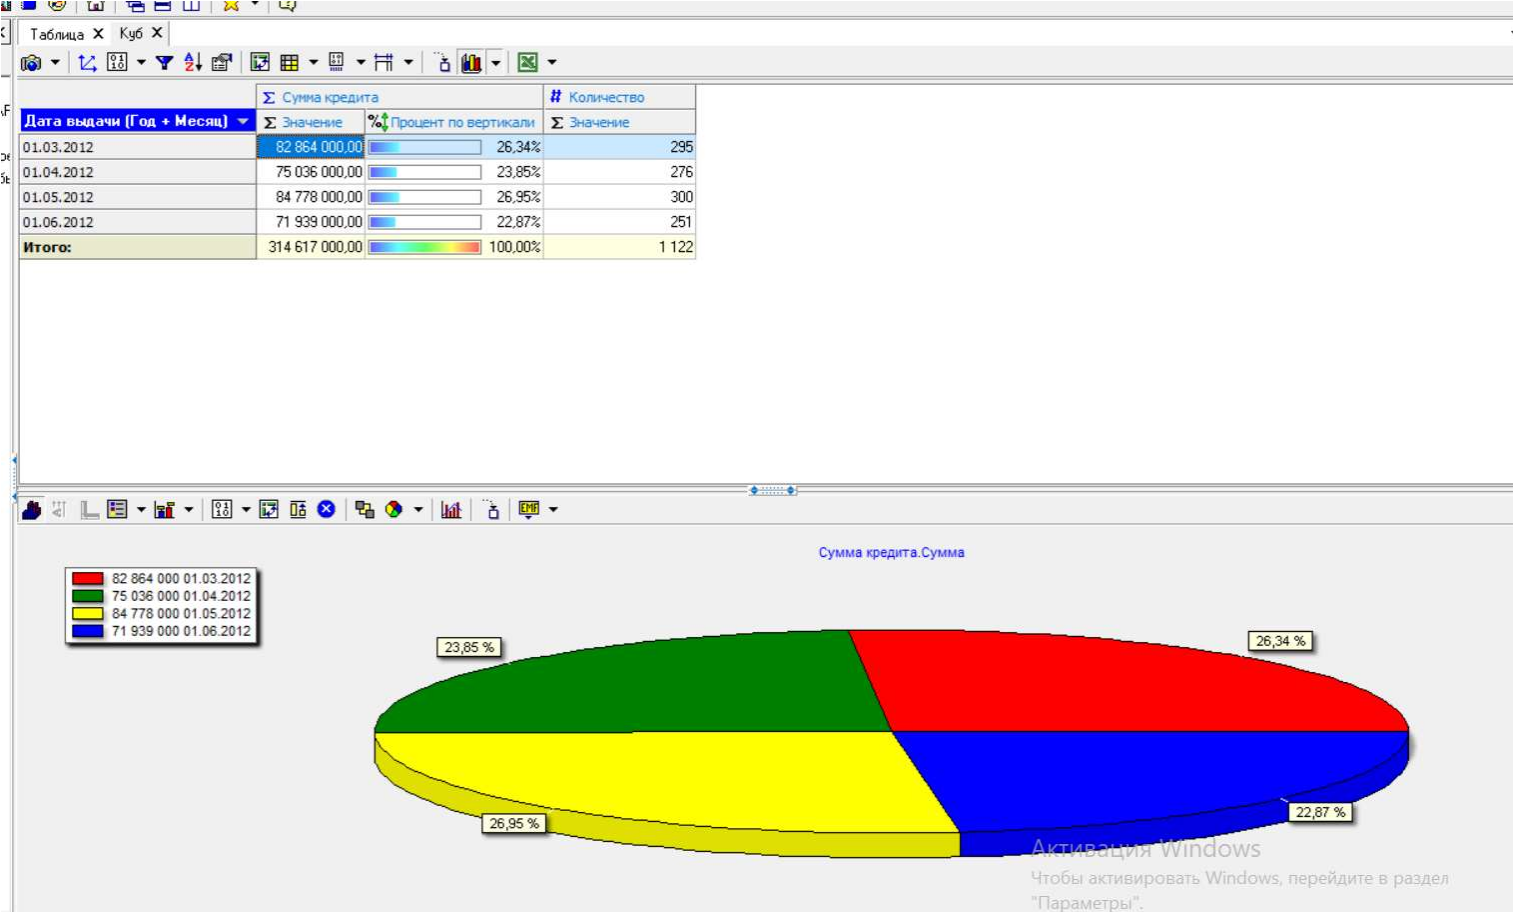 Таблица X Куб X
Σ Сумма кредита # Количество
Дата выдачи (Год + Месяц) Σ Значение % Процент по вертикали Σ Значение
01.03.2012 82 864 000,00 26,34% 295
01.04.2012 75 036 000,00 23,85% 276
01.05.2012 84 778 000,00 26,95% 300
01.06.2012 71 939 000,00 22,87% 251
Итого: 314 617 000,00 100,00% 1 122
EMF
Сумма кредита.Сумма
82 864 000 01.03.2012
75 036 000 01.04.2012
84 778 000 01.05.2012
71 939 000 01.06.2012
23,85 %
26,34 %
26,95 %
22,87 %
Активация Windows
Чтобы активировать Windows, перейдите в раздел
"Параметры".